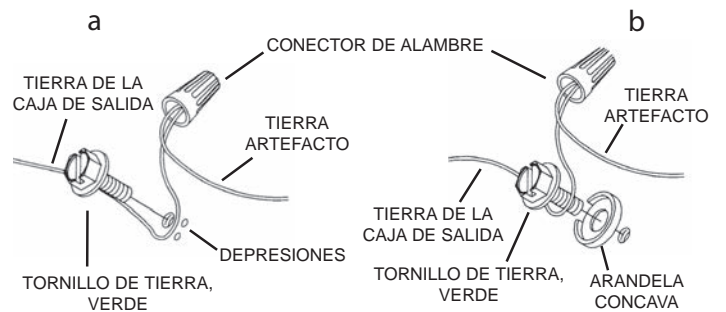 a
b
CONECTOR DE ALAMBRE
TIERRA DE LA
CAJA DE SALIDA
TIERRA
ARTEFACTO
DEPRESIONES
TORNILLO DE TIERRA,
VERDE
TIERRA
ARTEFACTO
TIERRA DE LA
CAJA DE SALIDA
TORNILLO DE TIERRA,
VERDE
ARANDELA
CONCAVA